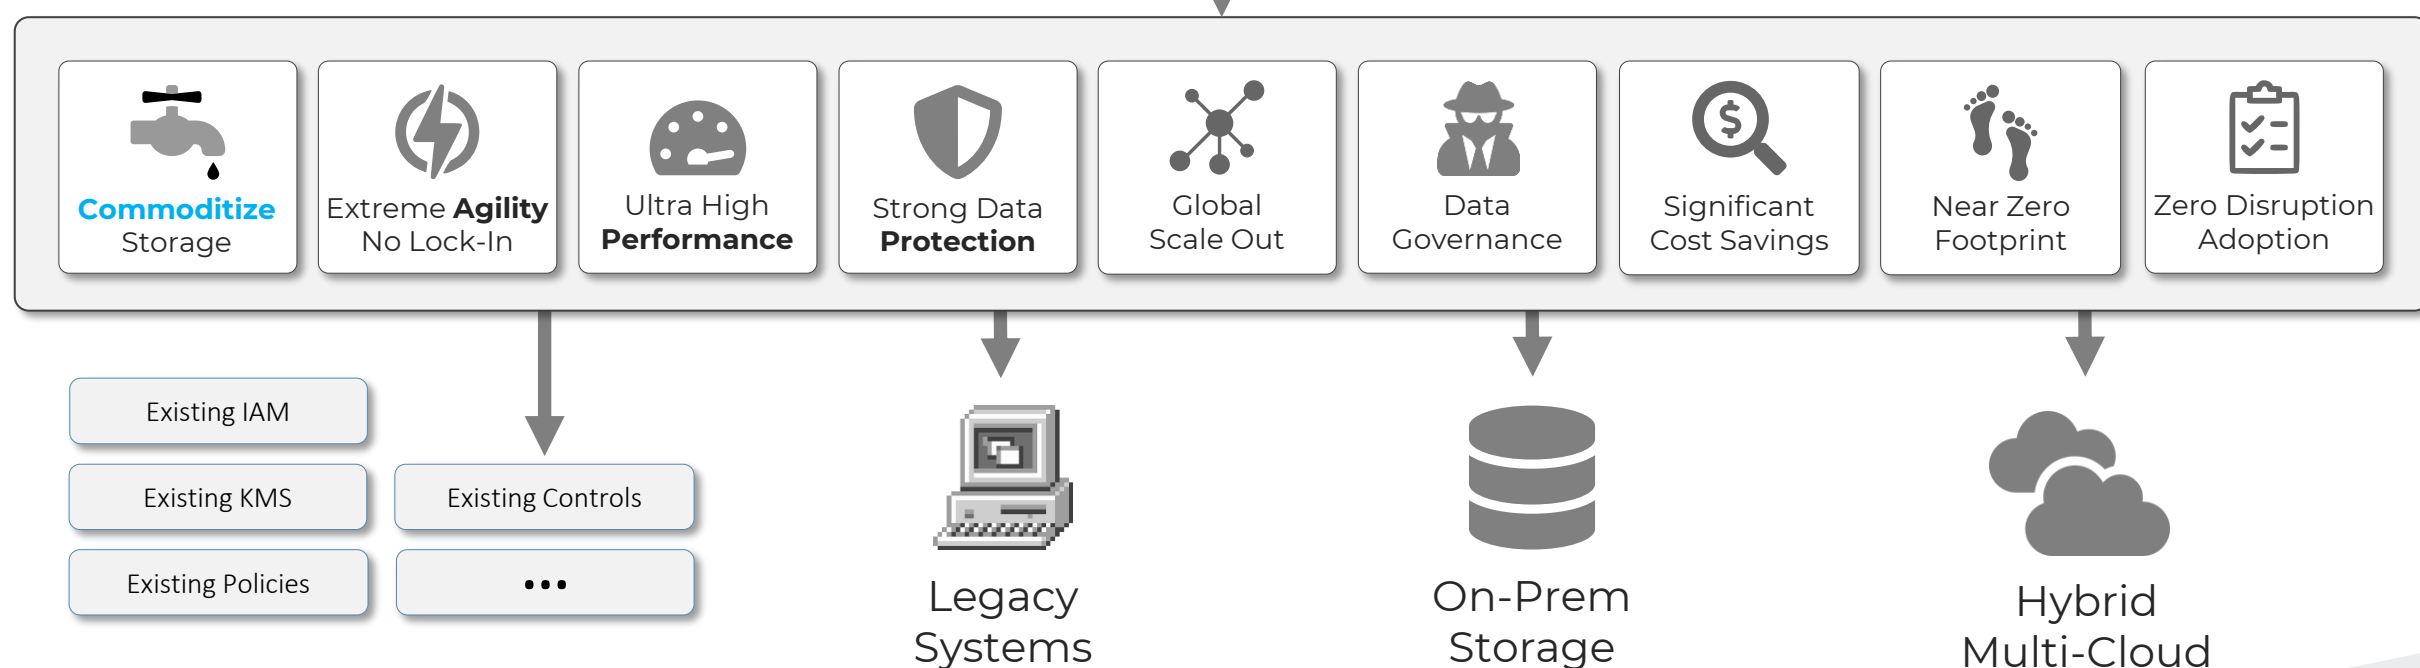 Commoditize
Storage
Extreme Agility
No Lock-In
Ultra High
Performance
Strong Data
Protection
Global
Scale Out
Data
Governance
Significant
Cost Savings
Near Zero
Footprint
Zero Disruption
Adoption
Existing IAM
Existing KMS
Existing Policies
Existing Controls
...
Legacy
Systems
On-Prem
Storage
Hybrid
Multi-Cloud